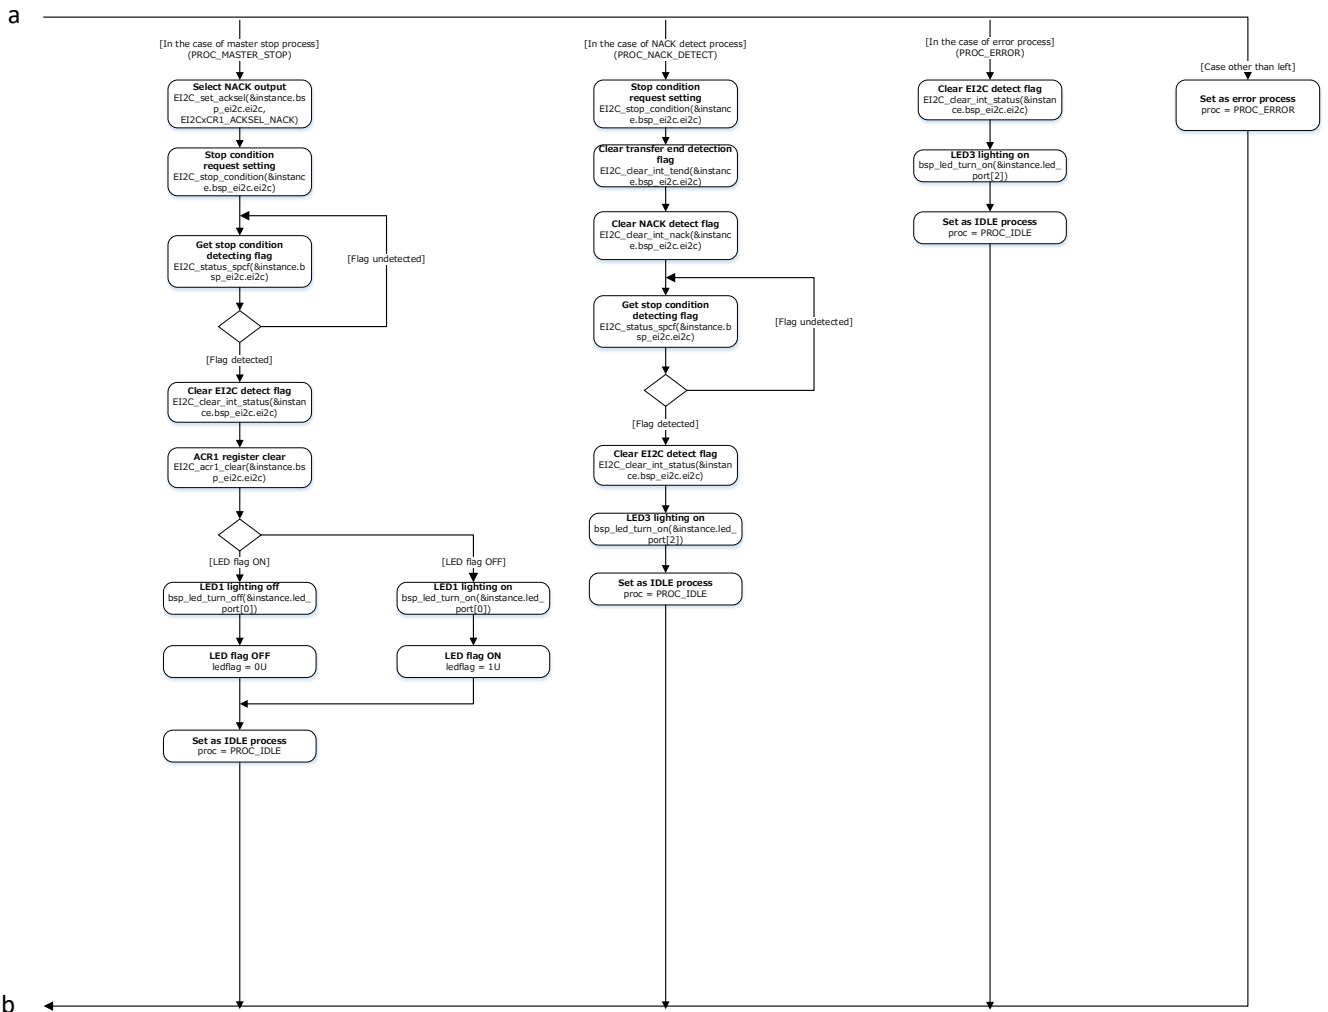 a
[In the case of master stop process]
(PROC_MASTER_STOP)
Select NACK output
EI2C_set_acksel(&instance.bs
p_ei2c.ei2c,
EI2CxCR1_ACKSEL_NACK)
Stop condition
request setting
EI2C_stop_condition(&instanc
e.bsp_ei2c.ei2c)
Get stop condition
detecting flag
EI2C_status_spcf(&instance.b
sp_ei2c.ei2c)
[Flag undetected]
[Flag detected]
Clear EI2C detect flag
EI2C_clear_int_status(&instan
ce.bsp_ei2c.ei2c)
ACR1 register clear
EI2C_acr1_clear(&instance.bs
p_ei2c.ei2c)
[LED flag ON]
LED1 lighting off
bsp_led_turn_off(&instance.led_
port[0])
LED flag OFF
ledflag = 0U
[LED flag OFF]
LED1 lighting on
bsp_led_turn_on(&instance.led_
port[0])
LED flag ON
ledflag = 1U
Set as IDLE process
proc = PROC_IDLE
[In the case of NACK detect process]
(PROC_NACK_DETECT)
Stop condition
request setting
EI2C_stop_condition(&instanc
e.bsp_ei2c.ei2c)
Clear transfer end detection
flag
EI2C_clear_int_tend(&instanc
e.bsp_ei2c.ei2c)
Clear NACK detect flag
EI2C_clear_int_nack(&instanc
e.bsp_ei2c.ei2c)
Get stop condition
detecting flag
EI2C_status_spcf(&instance.b
sp_ei2c.ei2c)
[Flag undetected]
[Flag detected]
Clear EI2C detect flag
EI2C_clear_int_status(&instan
ce.bsp_ei2c.ei2c)
LED3 lighting on
bsp_led_turn_on(&instance.led_
port[2])
Set as IDLE process
proc = PROC_IDLE
[In the case of error process]
(PROC_ERROR)
Clear EI2C detect flag
EI2C_clear_int_status(&instan
ce.bsp_ei2c.ei2c)
LED3 lighting on
bsp_led_turn_on(&instance.led_
port[2])
Set as IDLE process
proc = PROC_IDLE
[Case other than left]
Set as error process
proc = PROC_ERROR
b